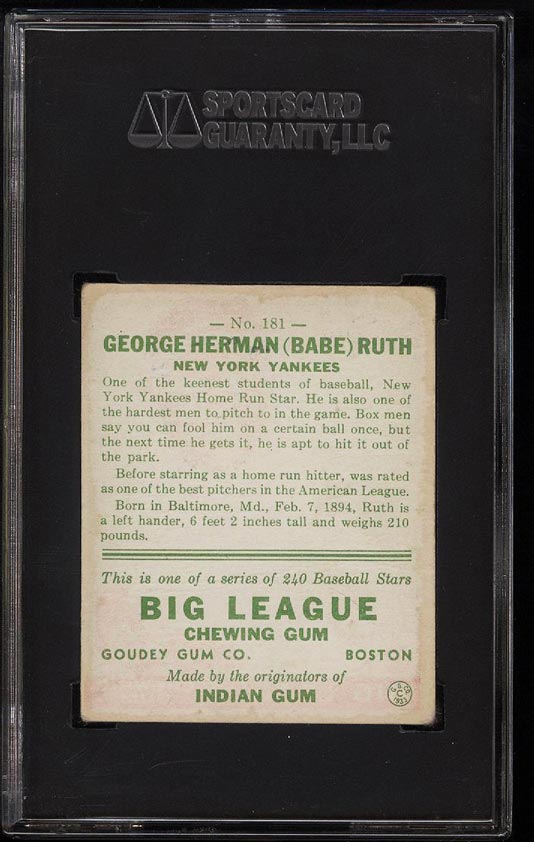 SPORTSCARD
GUARANTY, LLC
— No. 181 —
GEORGE HERMAN (BABE) RUTH
NEW YORK YANKEES
One of the keenest students of baseball, New
York Yankees Home Run Star. He is also one of
the hardest men to pitch to in the game. Box men
say you can fool him on a certain ball once, but
the next time he gets it, he is apt to hit it out of
the park.
Before starring as a home run hitter, was rated
as one of the best pitchers in the American League.
Born in Baltimore, Md., Feb. 7, 1894, Ruth is
a left hander, 6 feet 2 inches tall and weighs 210
pounds.
This is one of a series of 240 Baseball Stars
BIG LEAGUE
CHEWING GUM
GOUDEY GUM CO. BOSTON
Made by the originators of
INDIAN GUM
C
1933